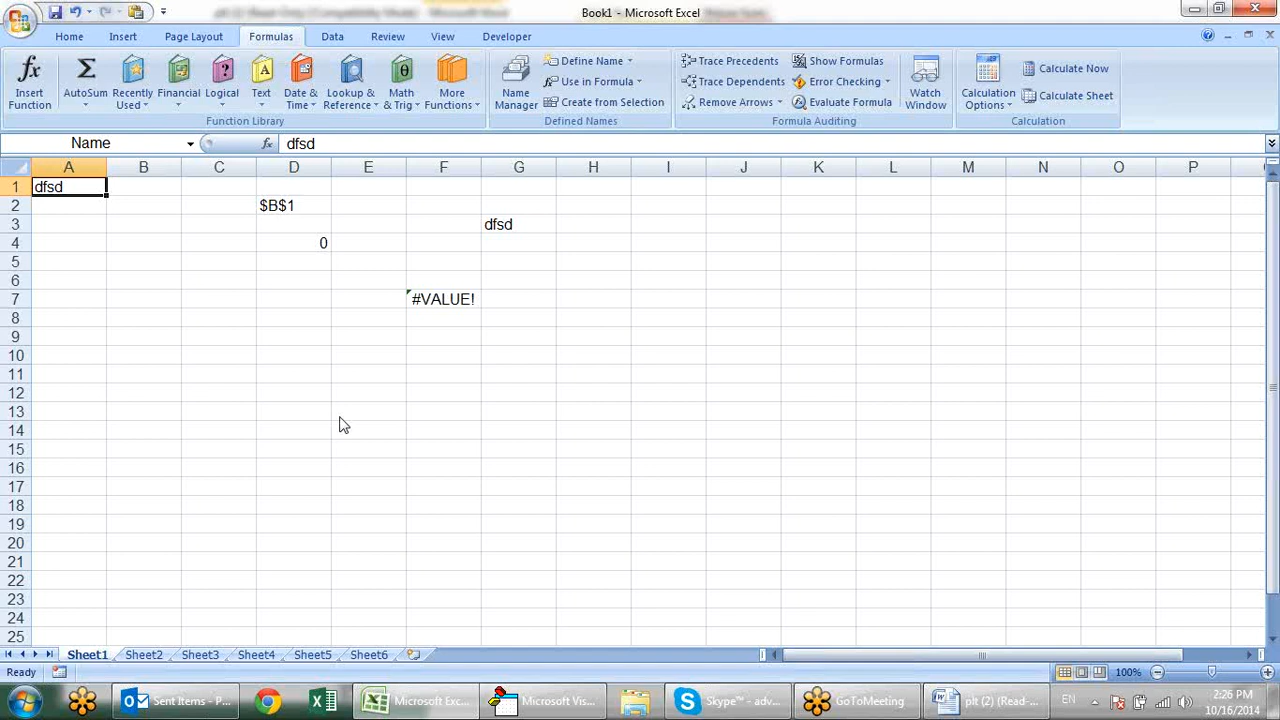 Book1 - Microsoft Excel
Home Insert Page Layout Formulas Data Review View Developer
Insert Function
AutoSum
Recently Used
Financial
Logical
Text
Date & Time
Lookup & Reference
Math & Trig
More Functions
Function Library
Name Manager
Define Name
Use in Formula
Create from Selection
Defined Names
Trace Precedents
Trace Dependents
Remove Arrows
Show Formulas
Error Checking
Evaluate Formula
Formula Auditing
Watch Window
Calculation Options
Calculate Now
Calculate Sheet
Calculation
Name fx dfsd
A B C D E F G H I J K L M N O P
1 dfsd
2 $B$1
3 dfsd
4 0
5
6
7 #VALUE!
8
9
10
11
12
13
14
15
16
17
18
19
20
21
22
23
24
25
Sheet1 Sheet2 Sheet3 Sheet4 Sheet5 Sheet6
Ready 100%
Sent Items - P... Microsoft Exc... Microsoft Vis... Skype™ - adv... GoToMeeting plt (2) (Read-... EN 2:26 PM
10/16/2014